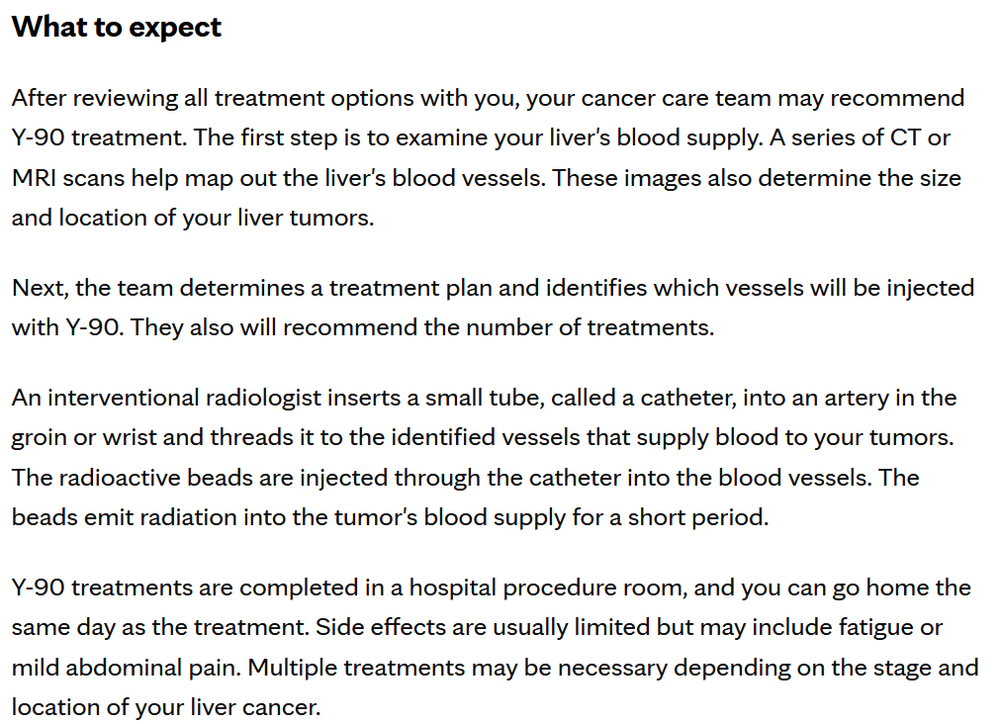 What to expect
After reviewing all treatment options with you, your cancer care team may recommend
Y-90 treatment. The first step is to examine your liver's blood supply. A series of CT or
MRI scans help map out the liver's blood vessels. These images also determine the size
and location of your liver tumors.
Next, the team determines a treatment plan and identifies which vessels will be injected
with Y-90. They also will recommend the number of treatments.
An interventional radiologist inserts a small tube, called a catheter, into an artery in the
groin or wrist and threads it to the identified vessels that supply blood to your tumors.
The radioactive beads are injected through the catheter into the blood vessels. The
beads emit radiation into the tumor's blood supply for a short period.
Y-90 treatments are completed in a hospital procedure room, and you can go home the
same day as the treatment. Side effects are usually limited but may include fatigue or
mild abdominal pain. Multiple treatments may be necessary depending on the stage and
location of your liver cancer.